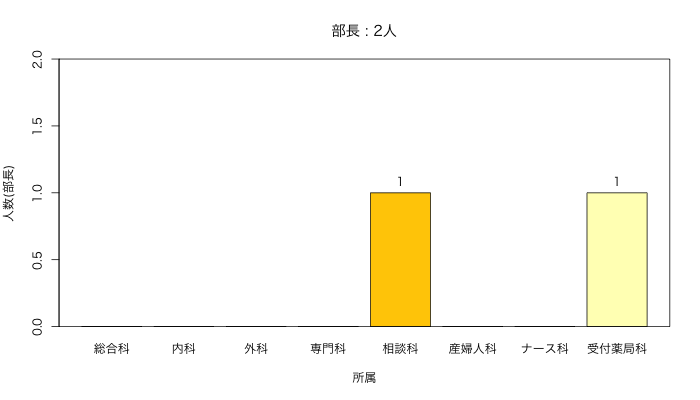 部長：2人
人数(部長)
2.0
1.5
1.0
0.5
0.0
1
1
総合科 内科 外科 専門科 相談科 産婦人科 ナース科 受付薬局科
所属